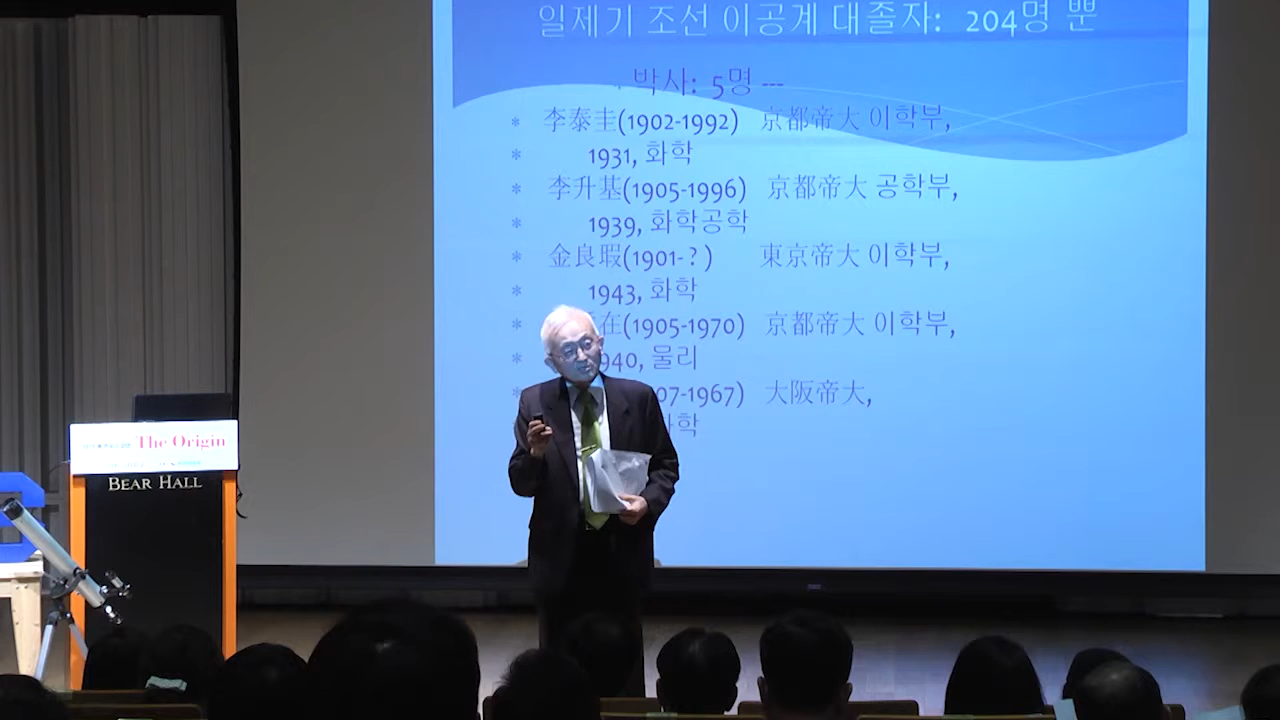 일제기 조선 이공계 대졸자: 204명 뿐
박사: 5명 ---
* 李泰圭(1902-1992) 京都帝大 이학부,
* 1931, 화학
* 李升基(1905-1996) 京都帝大 공학부,
* 1939, 화학공학
* 金良瑕(1901- ? ) 東京帝大 이학부,
* 1943, 화학
* 在(1905-1970) 京都帝大 이학부,
* 940, 물리
* 07-1967) 大阪帝大,
화학
The Origin
BEAR HALL